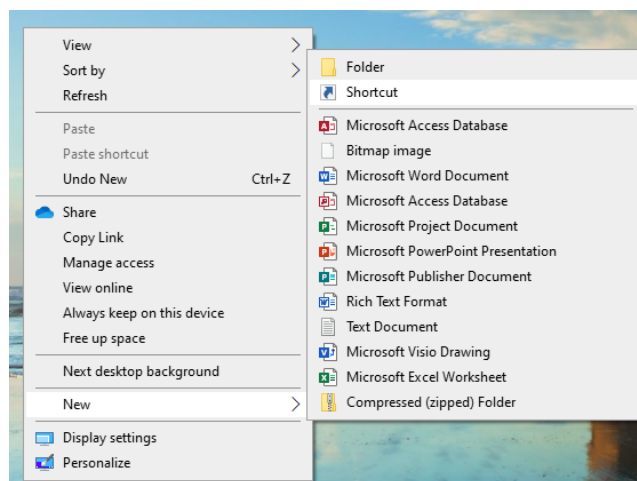 View
Sort by
Refresh
Paste
Paste shortcut
Undo New Ctrl+Z
Share
Copy Link
Manage access
View online
Always keep on this device
Free up space
Next desktop background
New
Display settings
Personalize
Folder
Shortcut
Microsoft Access Database
Bitmap image
Microsoft Word Document
Microsoft Access Database
Microsoft Project Document
Microsoft PowerPoint Presentation
Microsoft Publisher Document
Rich Text Format
Text Document
Microsoft Visio Drawing
Microsoft Excel Worksheet
Compressed (zipped) Folder